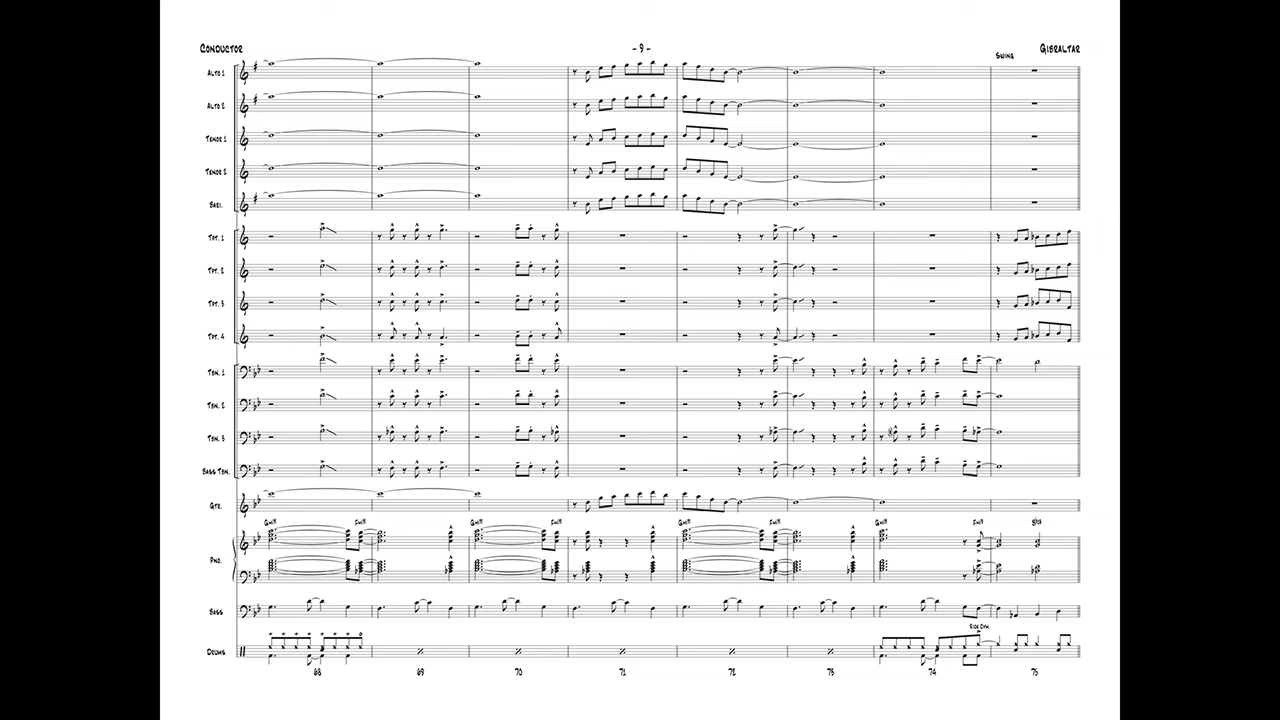 Conductor - 9 - Gibraltar
Swing
Alto 1
Alto 2
Tenor 1
Tenor 2
Bari.
Tpt. 1
Tpt. 2
Tpt. 3
Tpt. 4
Tbn. 1
Tbn. 2
Tbn. 3
Bass Tbn.
Gtr.
Pno.
Bass
Ride Cym.
Drums
68 69 70 71 72 73 74 75